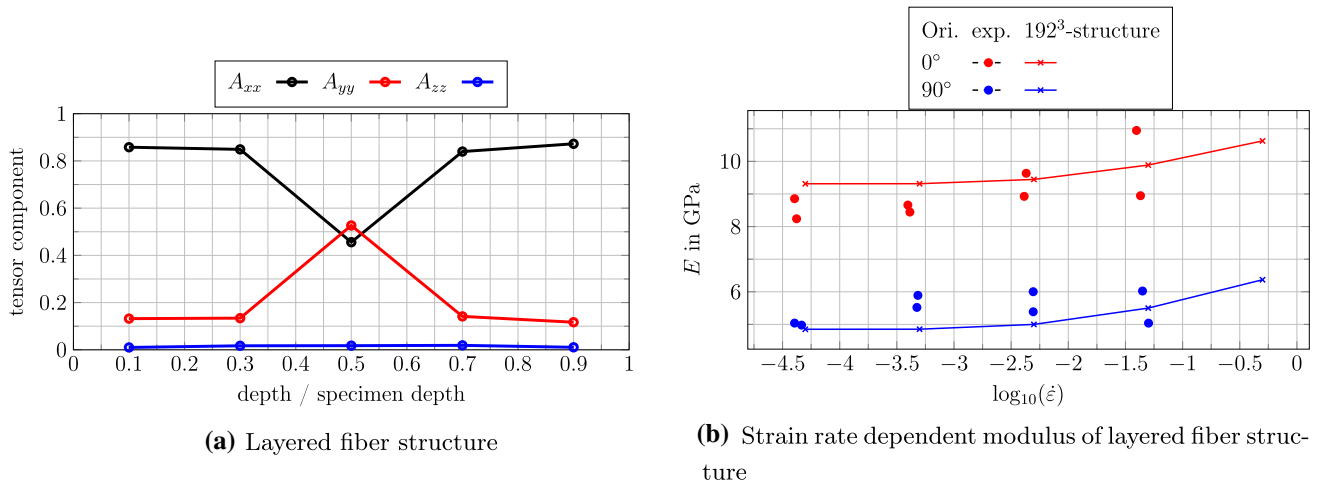 A_xx A_yy A_zz
1
0.8
0.6
0.4
0.2
0
tensor component
0 0.1 0.2 0.3 0.4 0.5 0.6 0.7 0.8 0.9 1
depth / specimen depth
(a) Layered fiber structure
Ori. exp. 192³-structure
0°
90°
10
8
6
E in GPa
−4.5 −4 −3.5 −3 −2.5 −2 −1.5 −1 −0.5 0
log₁₀(ε̇)
(b) Strain rate dependent modulus of layered fiber struc-
ture